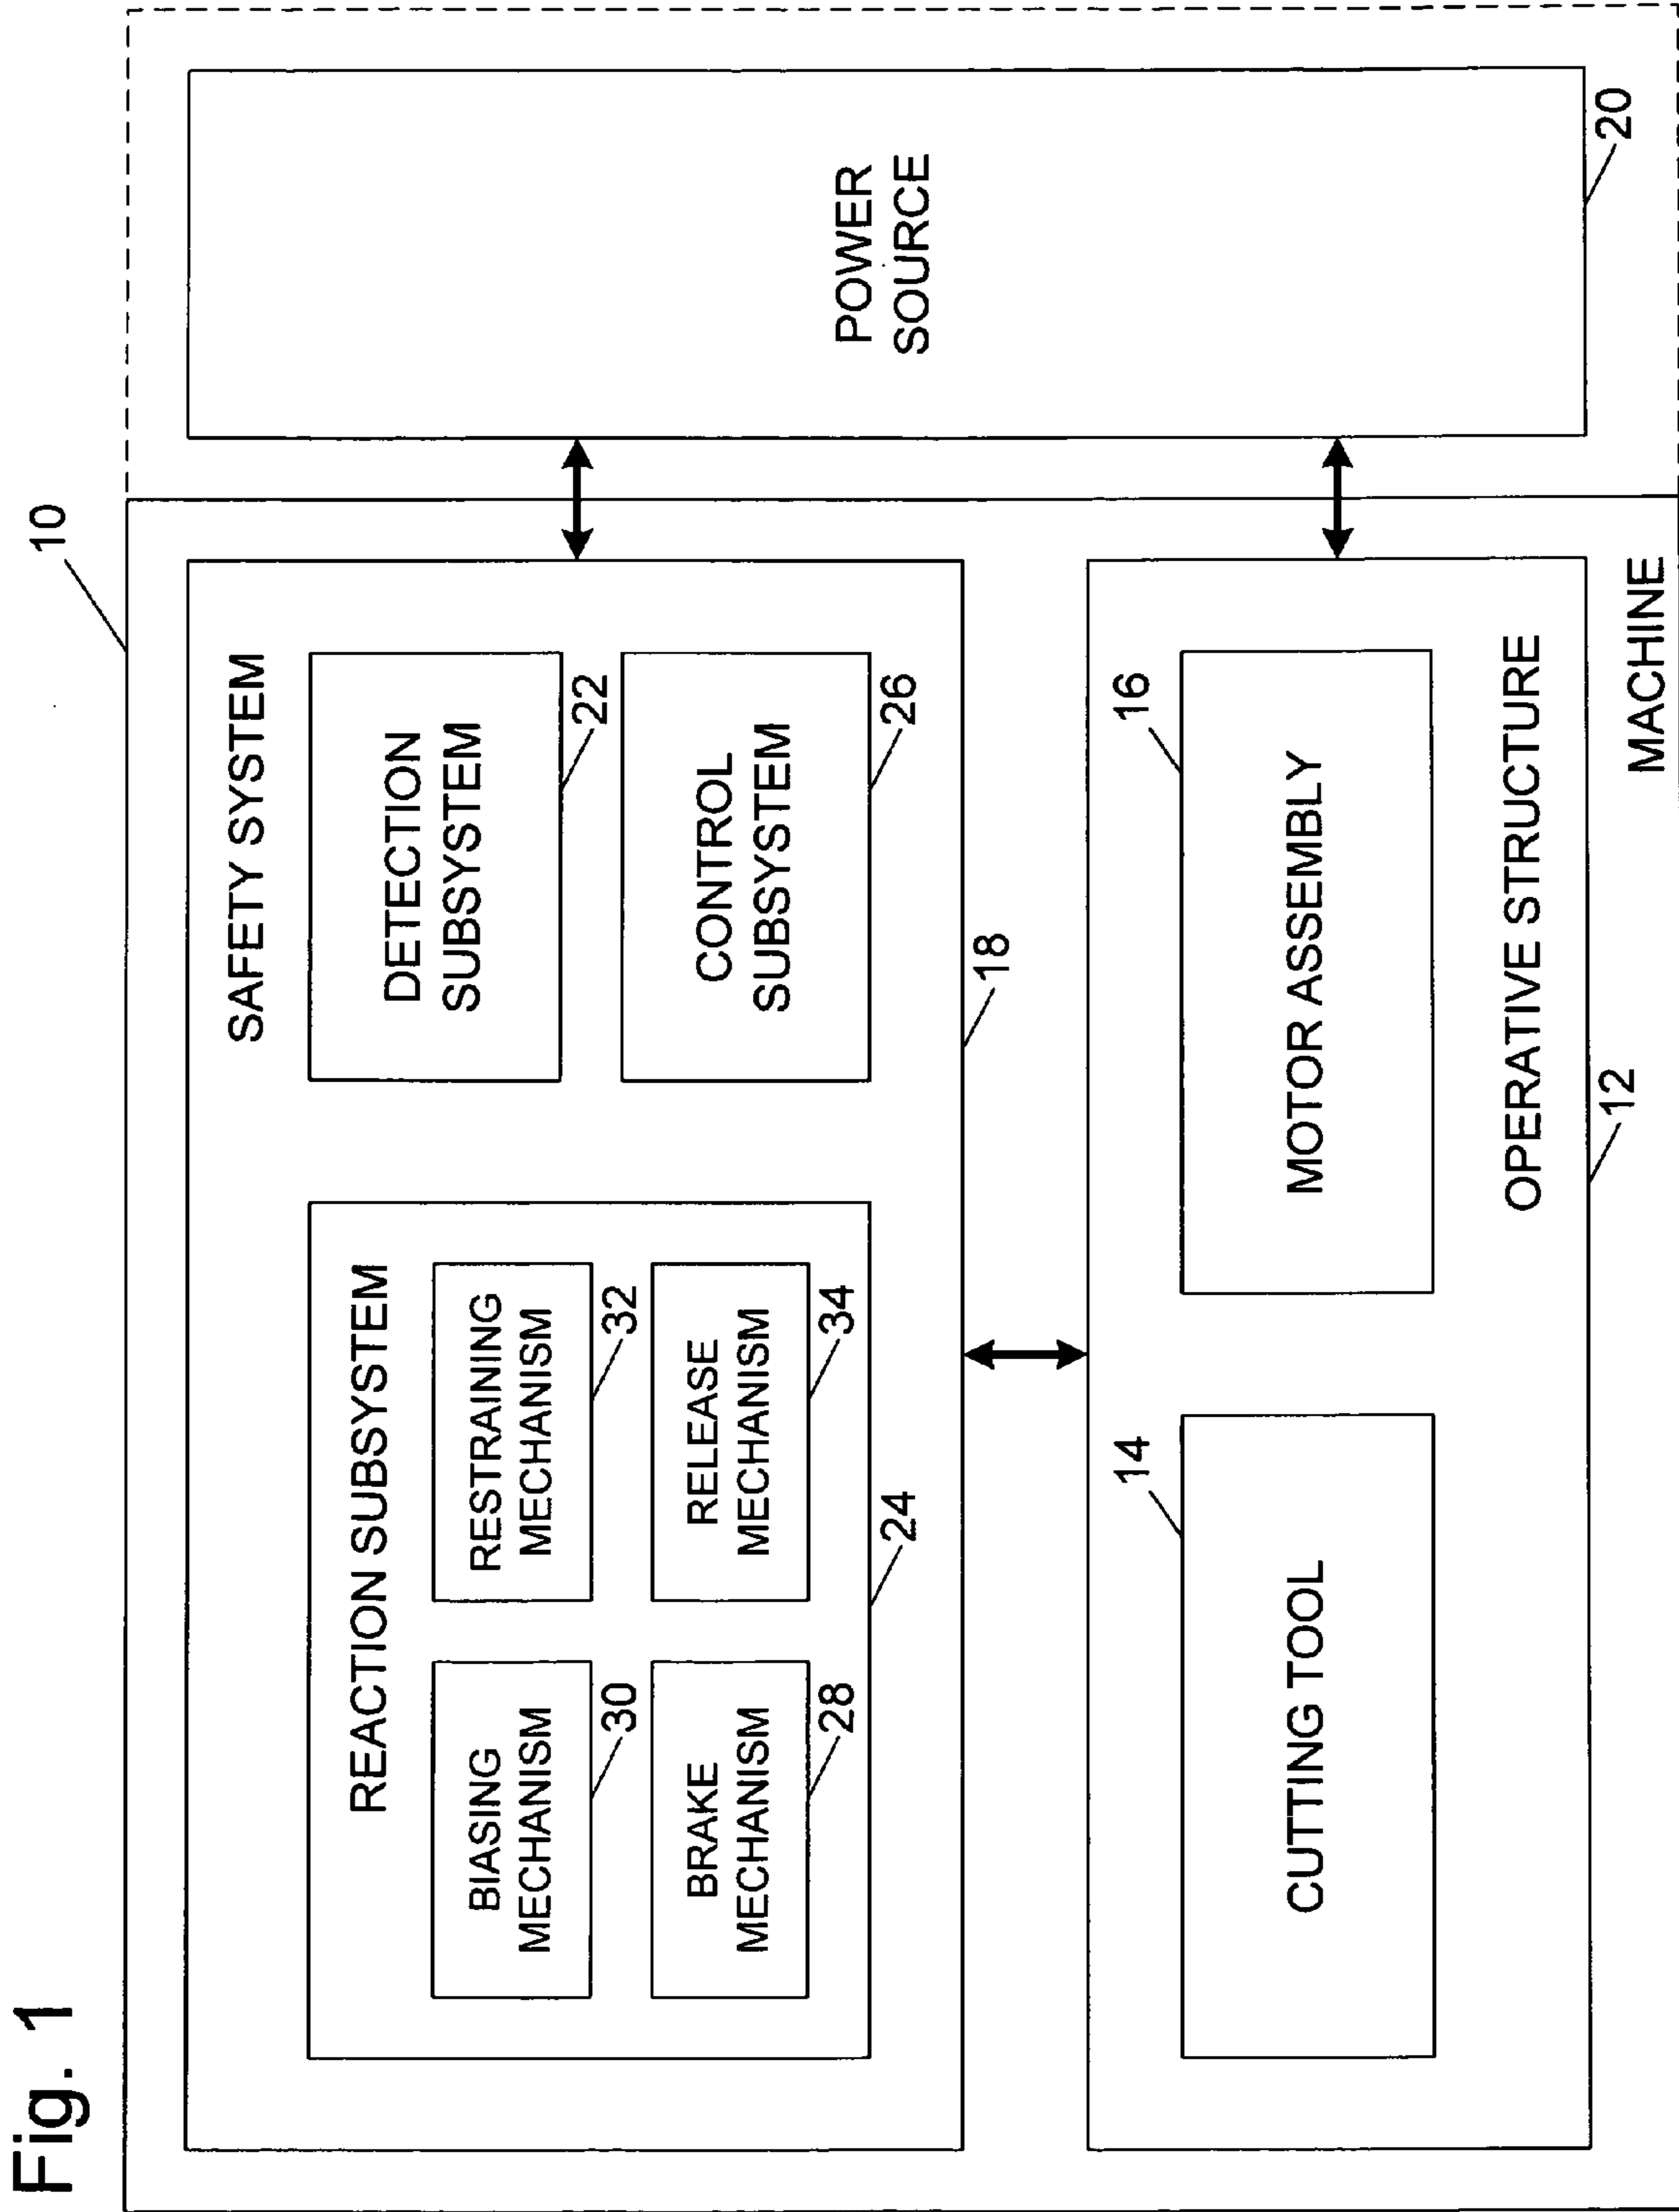 Fig. 1
10
SAFETY SYSTEM
REACTION SUBSYSTEM
BIASING
MECHANISM
30
RESTRAINING
MECHANISM
32
BRAKE
MECHANISM
28
RELEASE
MECHANISM
34
24
DETECTION
SUBSYSTEM
22
CONTROL
SUBSYSTEM
26
18
POWER
SOURCE
20
14
CUTTING TOOL
16
MOTOR ASSEMBLY
OPERATIVE STRUCTURE
12
MACHINE